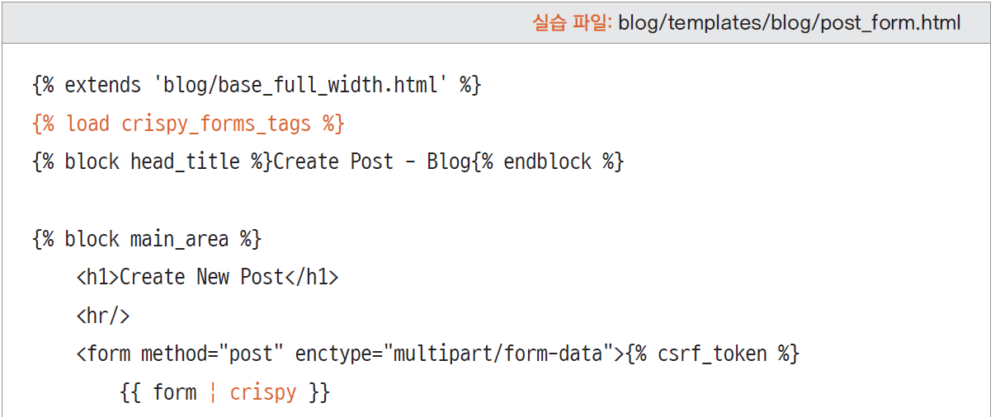 실습 파일: blog/templates/blog/post_form.html
{% extends 'blog/base_full_width.html' %}
{% load crispy_forms_tags %}
{% block head_title %}Create Post - Blog{% endblock %}
{% block main_area %}
    <h1>Create New Post</h1>
    <hr/>
    <form method="post" enctype="multipart/form-data">{% csrf_token %}
        {{ form | crispy }}